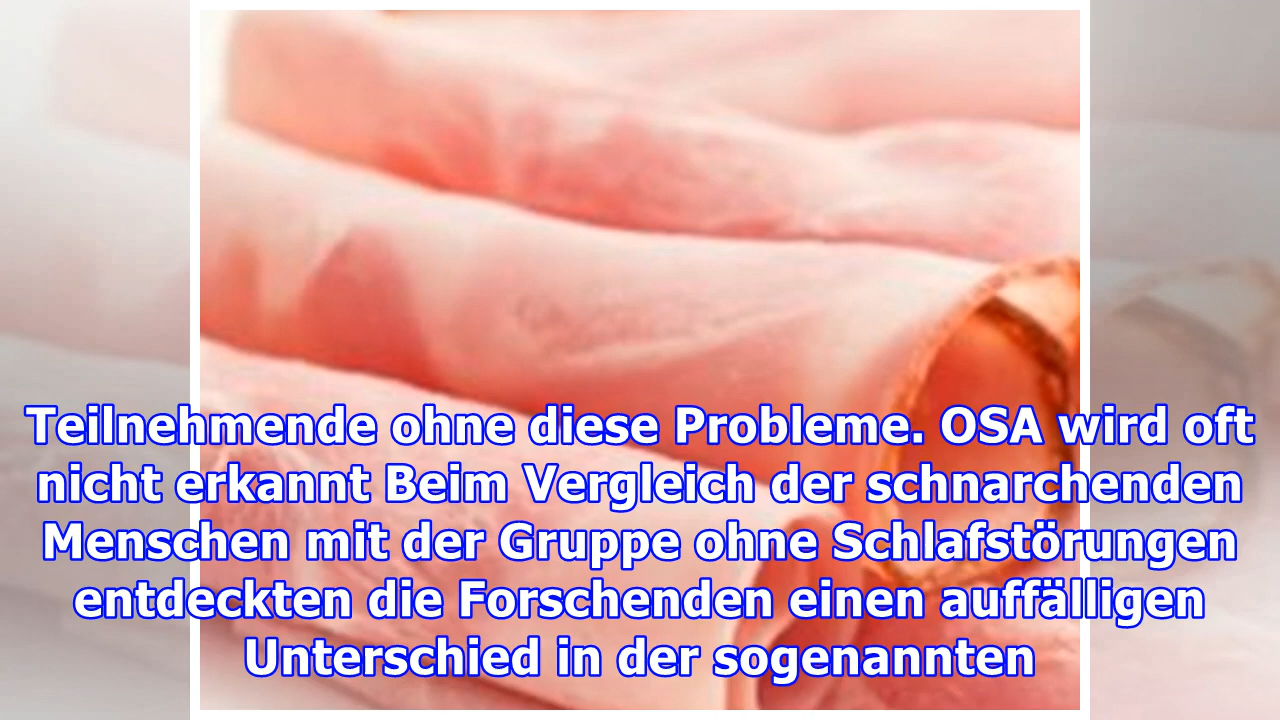 Teilnehmende ohne diese Probleme. OSA wird oft
nicht erkannt Beim Vergleich der schnarchenden
Menschen mit der Gruppe ohne Schlafstörungen
entdeckten die Forschenden einen auffälligen
Unterschied in der sogenannten